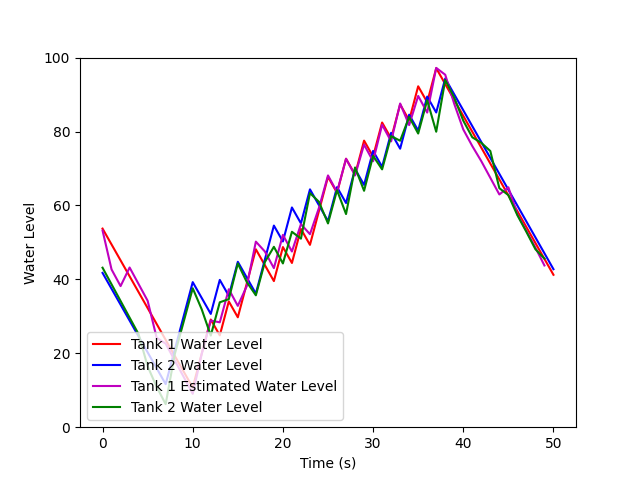 100
80
60
40
20
0
Water Level
Tank 1 Water Level
Tank 2 Water Level
Tank 1 Estimated Water Level
Tank 2 Water Level
0 10 20 30 40 50
Time (s)